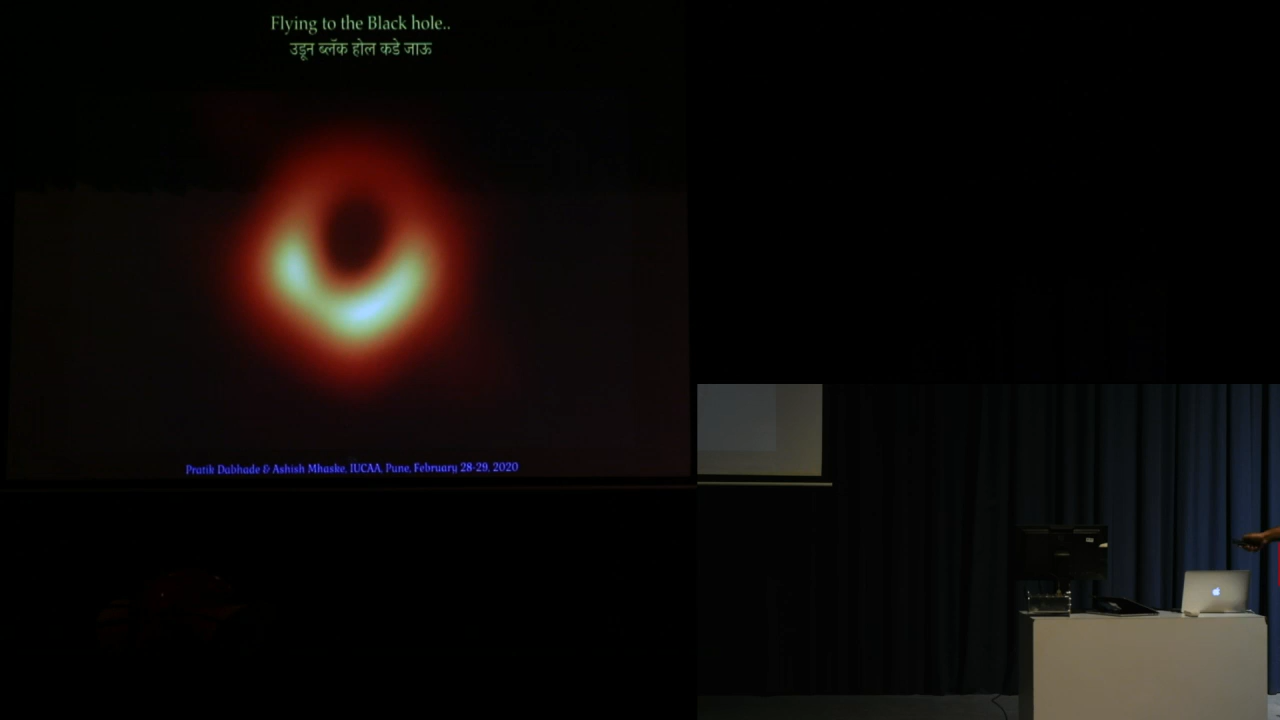 Flying to the Black hole..
उडून ब्लॅक होल कडे जाऊ
Pratik Dabhade & Ashish Mhaske, IUCAA, Pune, February 28-29, 2020